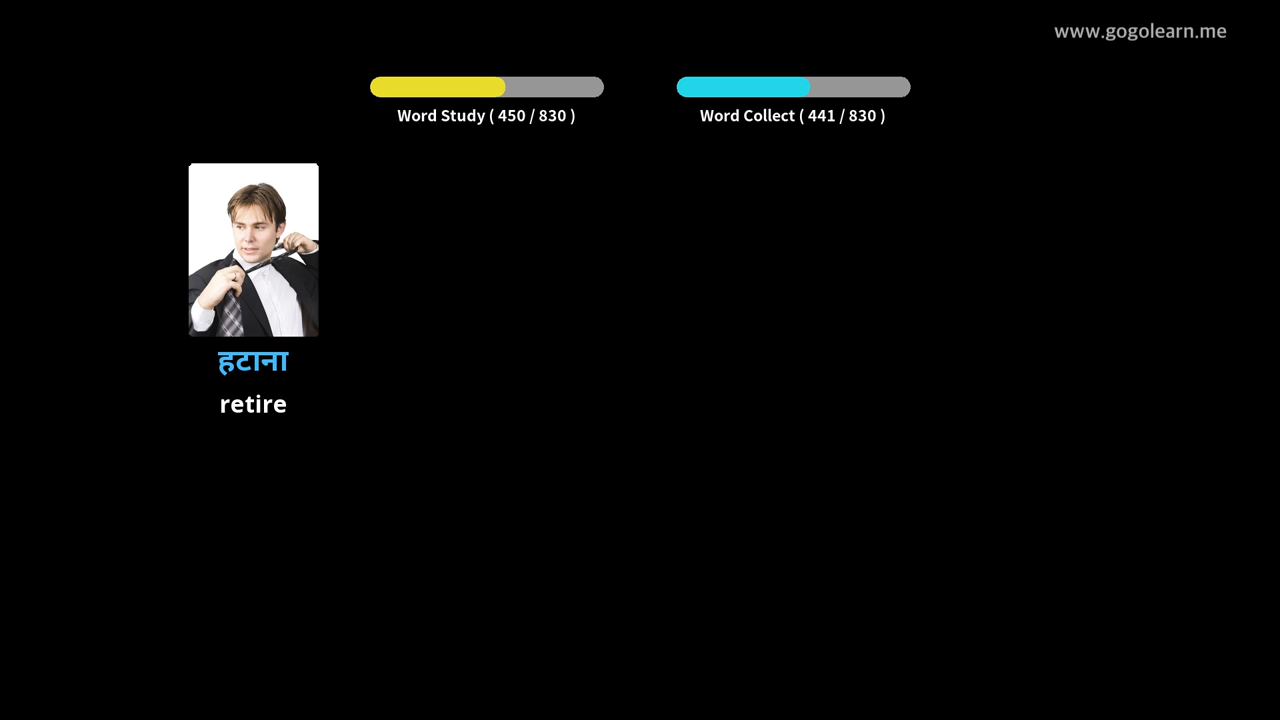 www.gogolearn.me
Word Study ( 450 / 830 )
Word Collect ( 441 / 830 )
हटाना
retire